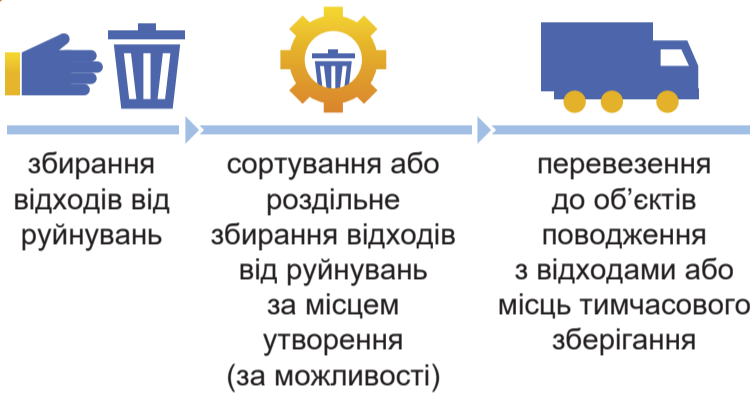 збирання
відходів від
руйнувань
сортування або
роздільне
збирання відходів
від руйнувань
за місцем
утворення
(за можливості)
перевезення
до об’єктів
поводження
з відходами або
місць тимчасового
зберігання